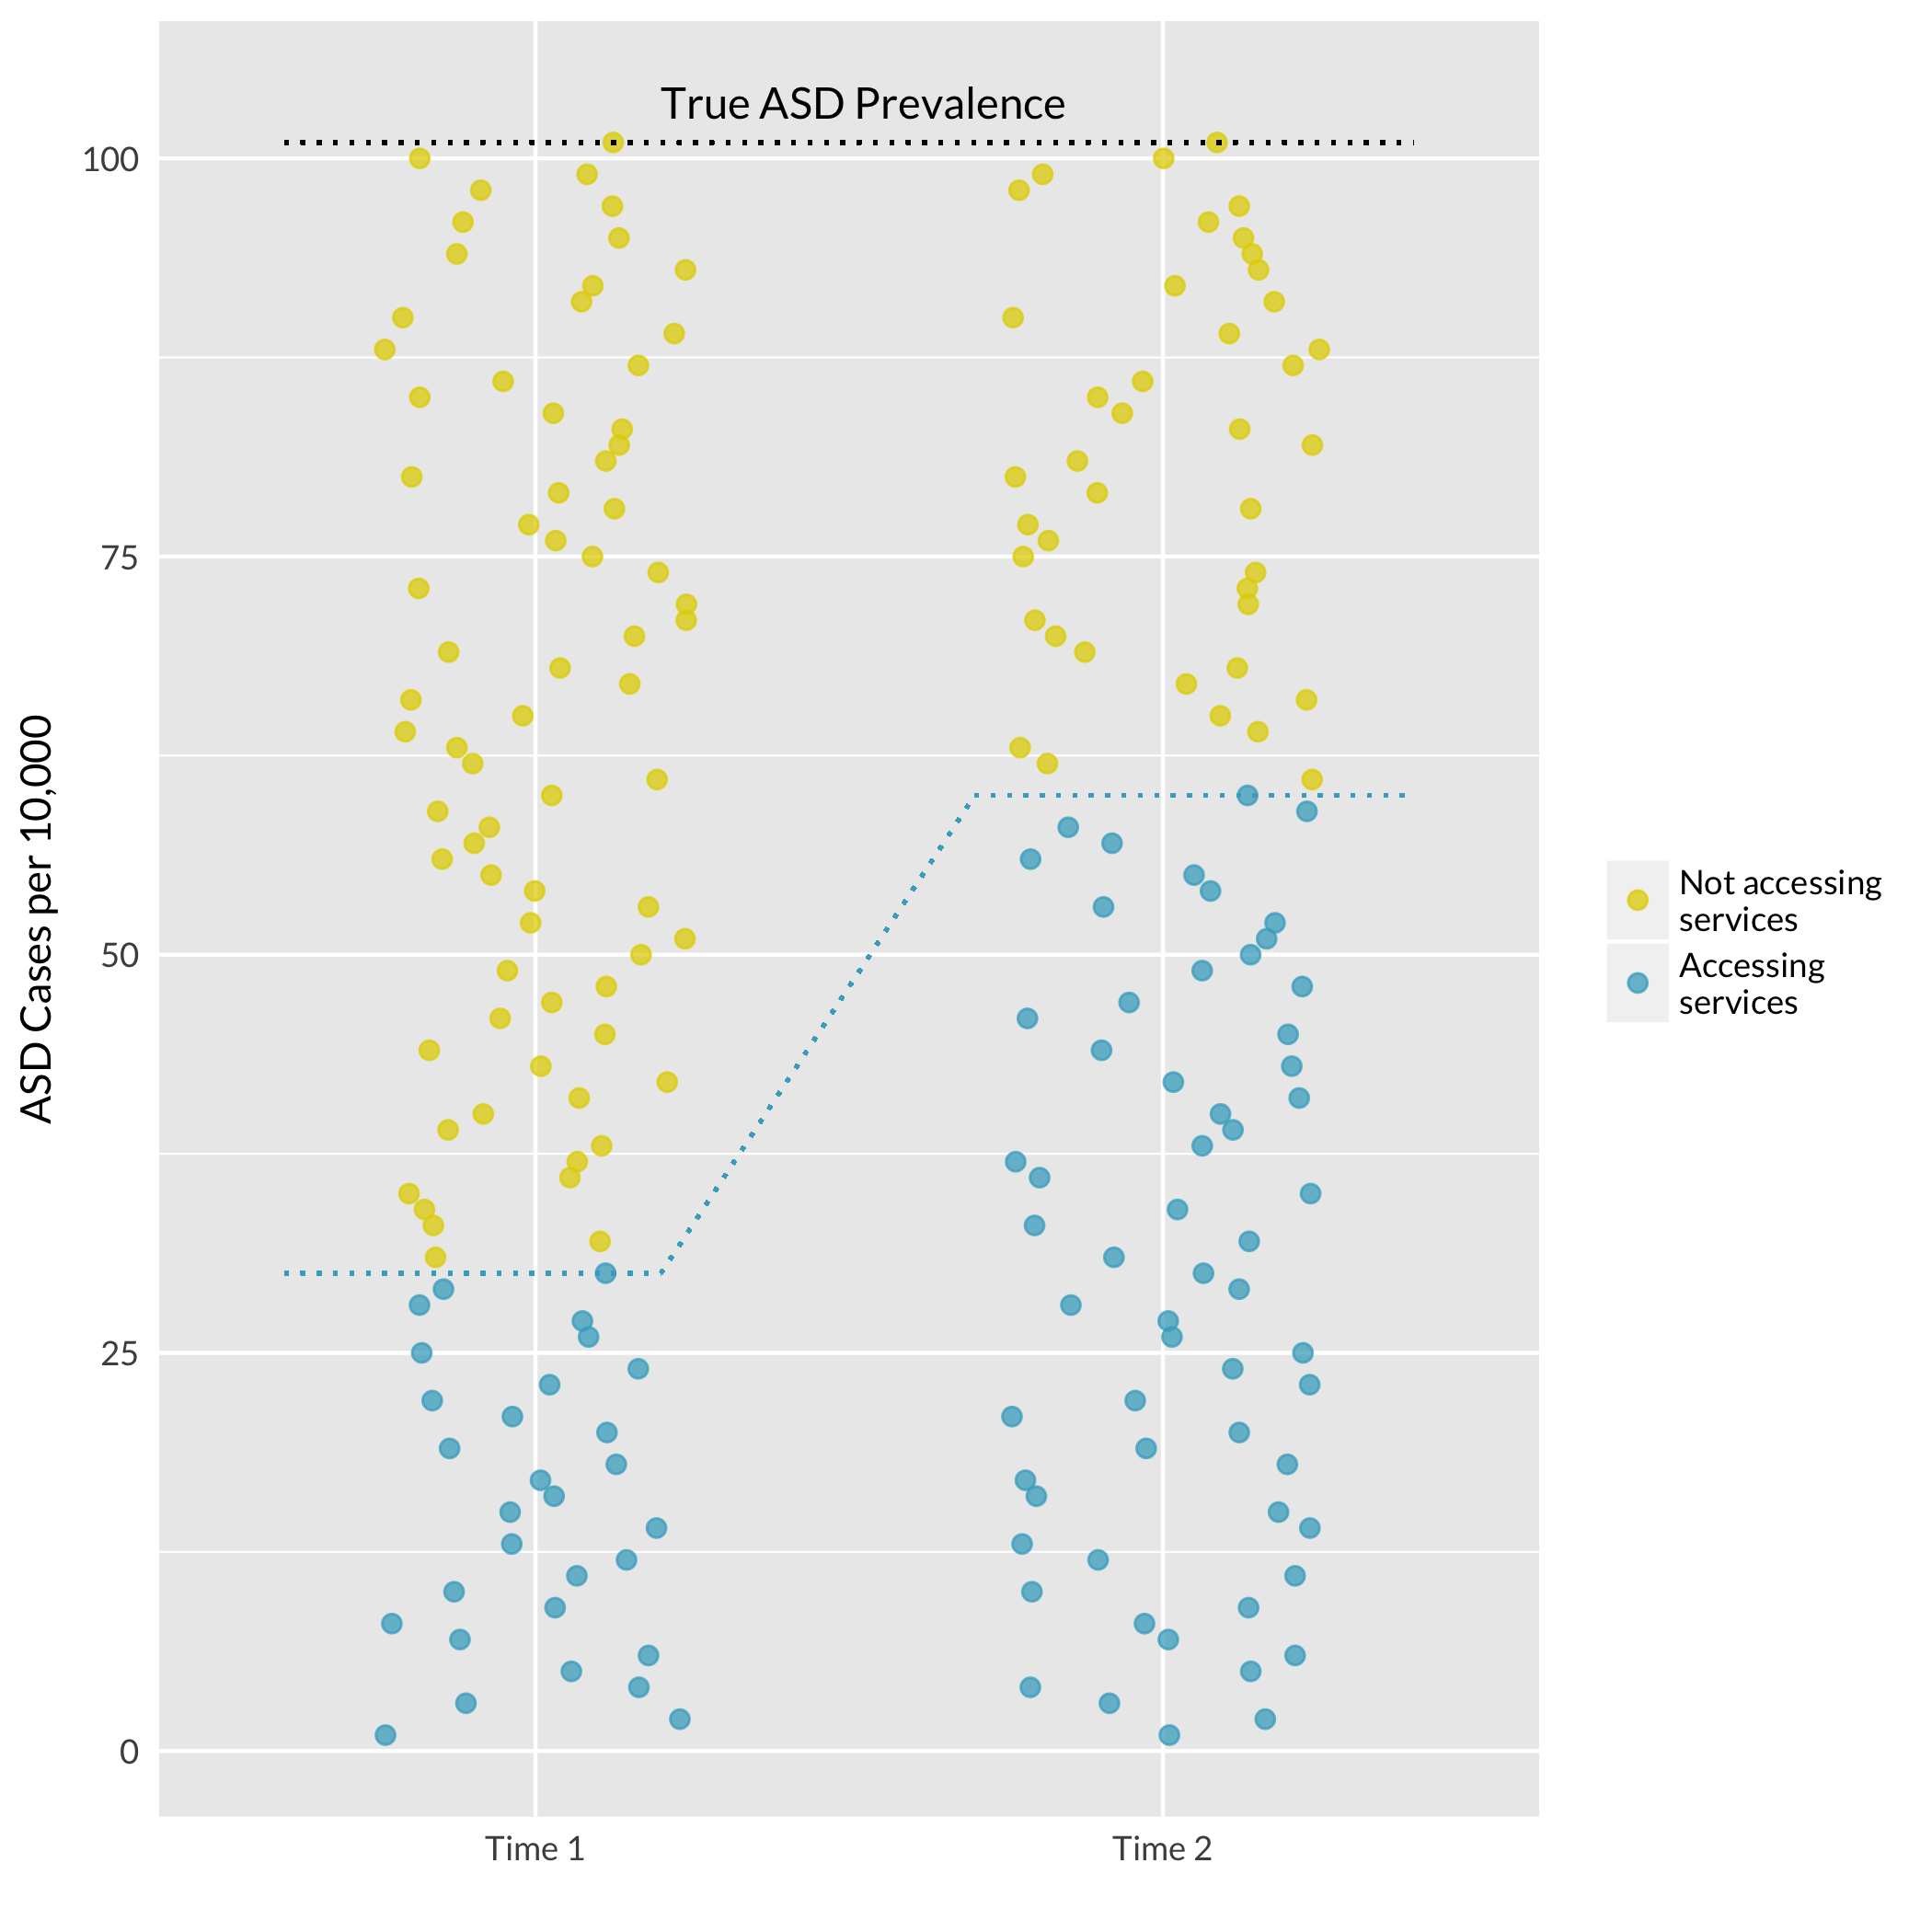 True ASD Prevalence
100
75
50
25
0
ASD Cases per 10,000
Time 1
Time 2
Not accessing
services
Accessing
services